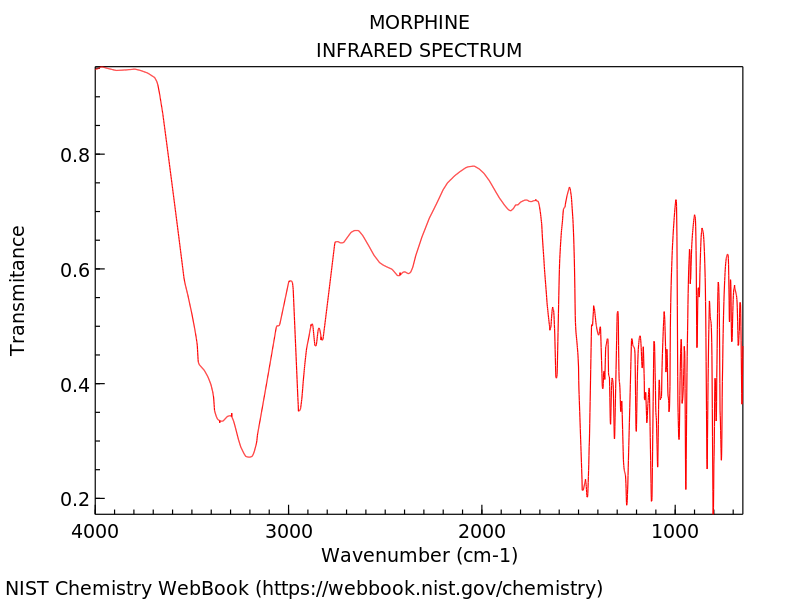 MORPHINE
INFRARED SPECTRUM
Transmitance
0.8
0.6
0.4
0.2
4000 3000 2000 1000
Wavenumber (cm-1)
NIST Chemistry WebBook (https://webbook.nist.gov/chemistry)